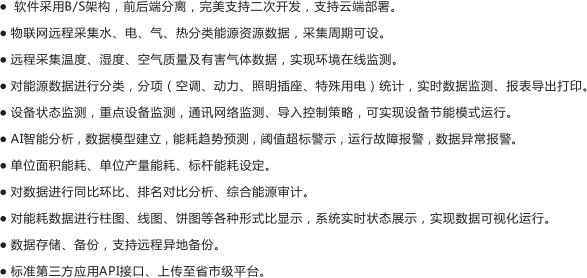 ● 软件采用B/S架构，前后端分离，完美支持二次开发，支持云端部署。
● 物联网远程采集水、电、气、热分类能源资源数据，采集周期可设。
● 远程采集温度、湿度、空气质量及有害气体数据，实现环境在线监测。
● 对能源数据进行分类，分项（空调、动力、照明插座、特殊用电）统计，实时数据监测、报表导出打印。
● 设备状态监测，重点设备监测，通讯网络监测、导入控制策略，可实现设备节能模式运行。
● AI智能分析，数据模型建立，能耗趋势预测，阈值超标警示，运行故障报警，数据异常报警。
● 单位面积能耗、单位产量能耗、标杆能耗设定。
● 对数据进行同比环比、排名对比分析、综合能源审计。
● 对能耗数据进行柱图、线图、饼图等各种形式比显示，系统实时状态展示，实现数据可视化运行。
● 数据存储、备份，支持远程异地备份。
● 标准第三方应用API接口、上传至省市级平台。